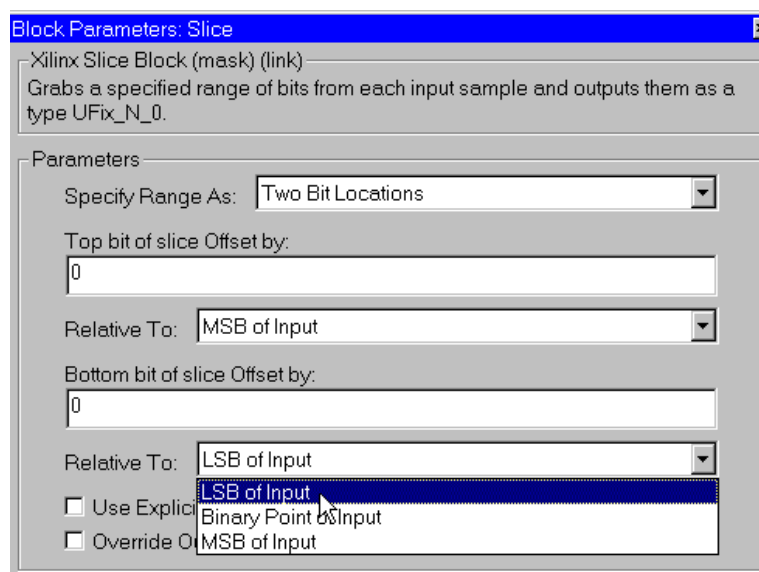 Block Parameters: Slice
Xilinx Slice Block (mask) (link)
Grabs a specified range of bits from each input sample and outputs them as a
type UFix_N_0.
Parameters
Specify Range As: Two Bit Locations
Top bit of slice Offset by:
0
Relative To: MSB of Input
Bottom bit of slice Offset by:
0
Relative To: LSB of Input
LSB of Input
Use Explici
Binary Point of Input
Override O
MSB of Input